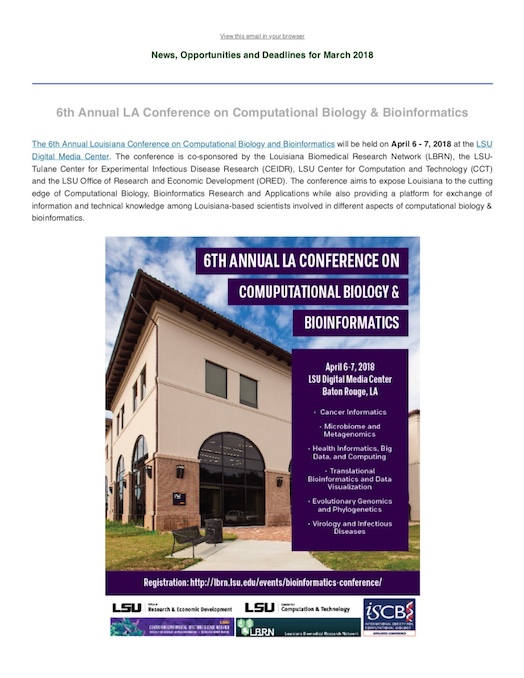 View this email in your browser
News, Opportunities and Deadlines for March 2018
6th Annual LA Conference on Computational Biology & Bioinformatics
The 6th Annual Louisiana Conference on Computational Biology and Bioinformatics will be held on April 6 - 7, 2018 at the LSU
Digital Media Center. The conference is co-sponsored by the Louisiana Biomedical Research Network (LBRN), the LSU-
Tulane Center for Experimental Infectious Disease Research (CEIDR), LSU Center for Computation and Technology (CCT)
and the LSU Office of Research and Economic Development (ORED). The conference aims to expose Louisiana to the cutting
edge of Computational Biology, Bioinformatics Research and Applications while also providing a platform for exchange of
information and technical knowledge among Louisiana-based scientists involved in different aspects of computational biology &
bioinformatics.
6TH ANNUAL LA CONFERENCE ON
COMUPUTATIONAL BIOLOGY &
BIOINFORMATICS
April 6-7, 2018
LSU Digital Media Center
Baton Rouge, LA
• Cancer Informatics
• Microbiome and
Metagenomics
• Health Informatics, Big
Data, and Computing
• Translational
Bioinformatics and Data
Visualization
• Evolutionary Genomics
and Phylogenetics
• Virology and Infectious
Diseases
Registration: http://lbrn.lsu.edu/events/bioinformatics-conference/
LSU Research & Economic Development
LSU Computation & Technology
ISCB
INTERNATIONAL SOCIETY FOR
COMPUTATIONAL BIOLOGY
AFFILIATED CONFERENCE
LBRN Louisiana Biomedical Research Network